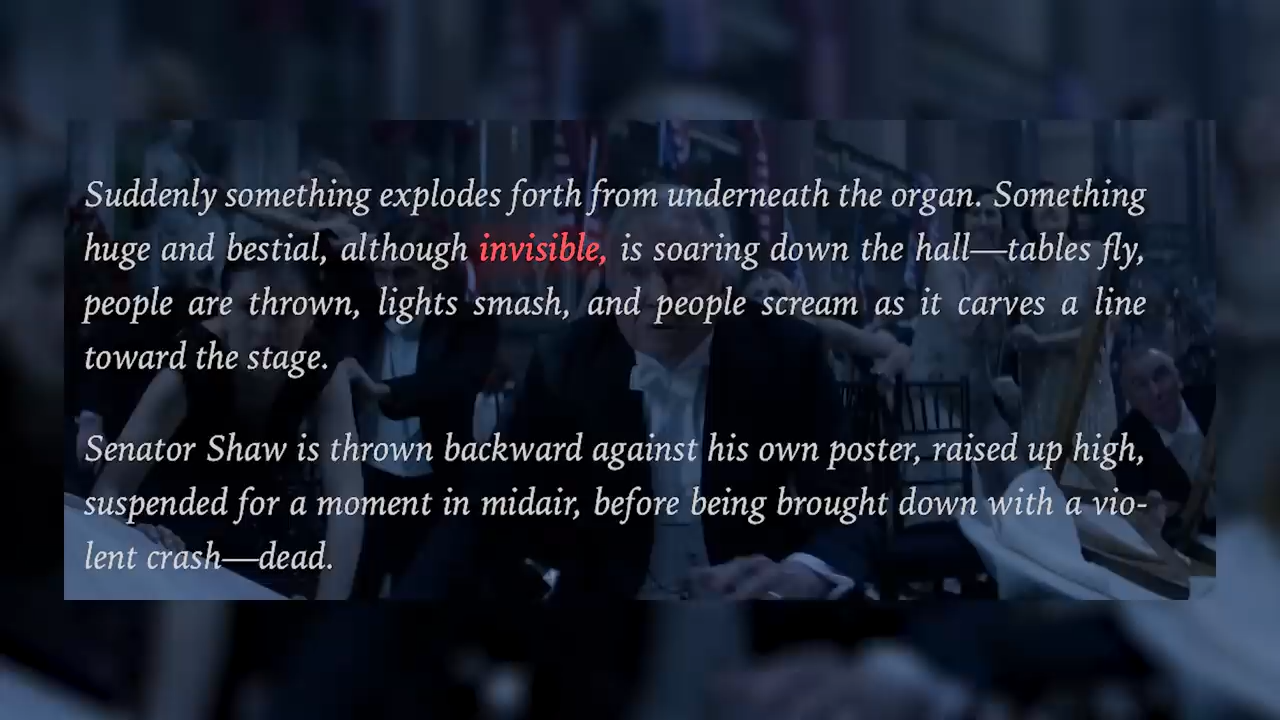 Suddenly something explodes forth from underneath the organ. Something
huge and bestial, although invisible, is soaring down the hall—tables fly,
people are thrown, lights smash, and people scream as it carves a line
toward the stage.
Senator Shaw is thrown backward against his own poster, raised up high,
suspended for a moment in midair, before being brought down with a vio-
lent crash—dead.